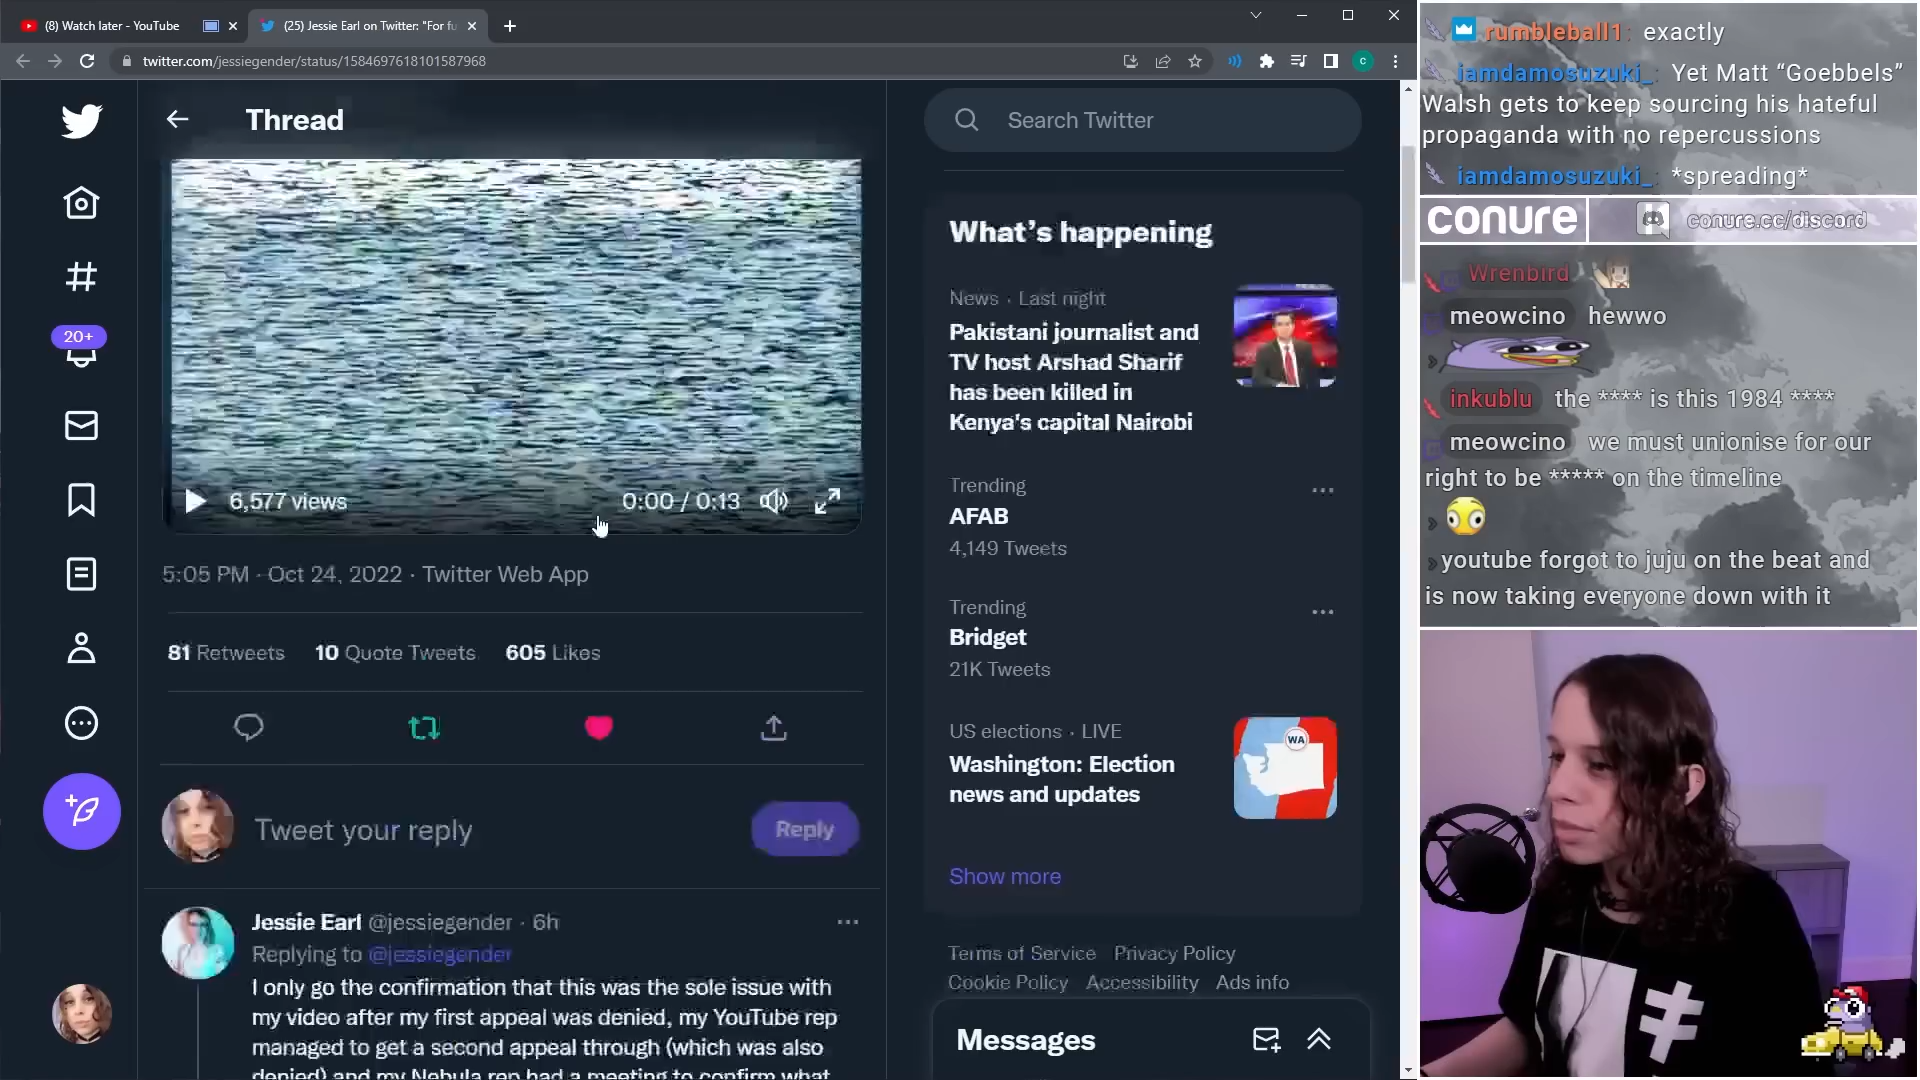 (8) Watch later - YouTube
(25) Jessie Earl on Twitter: "For fu
twitter.com/jessiegender/status/1584697618101587968
C
Thread
20+
6,577 views
0:00 / 0:13
5:05 PM · Oct 24, 2022 · Twitter Web App
81 Retweets 10 Quote Tweets 605 Likes
Tweet your reply
Reply
Jessie Earl @jessiegender · 6h
Replying to @jessiegender
I only go the confirmation that this was the sole issue with
my video after my first appeal was denied, my YouTube rep
managed to get a second appeal through (which was also
denied) and my Nebula rep had a meeting to confirm what
Search Twitter
What's happening
News · Last night
Pakistani journalist and
TV host Arshad Sharif
has been killed in
Kenya's capital Nairobi
Trending
AFAB
4,149 Tweets
Trending
Bridget
21K Tweets
US elections · LIVE
Washington: Election
news and updates
WA
Show more
Terms of Service Privacy Policy
Cookie Policy Accessibility Ads info
Messages
rumbleball1: exactly
iamdamosuzuki_: Yet Matt “Goebbels”
Walsh gets to keep sourcing his hateful
propaganda with no repercussions
iamdamosuzuki_: *spreading*
conure
conure.cc/discord
Wrenbird
meowcino hewwo
inkublu the **** is this 1984 ****
meowcino we must unionise for our
right to be ***** on the timeline
youtube forgot to juju on the beat and
is now taking everyone down with it